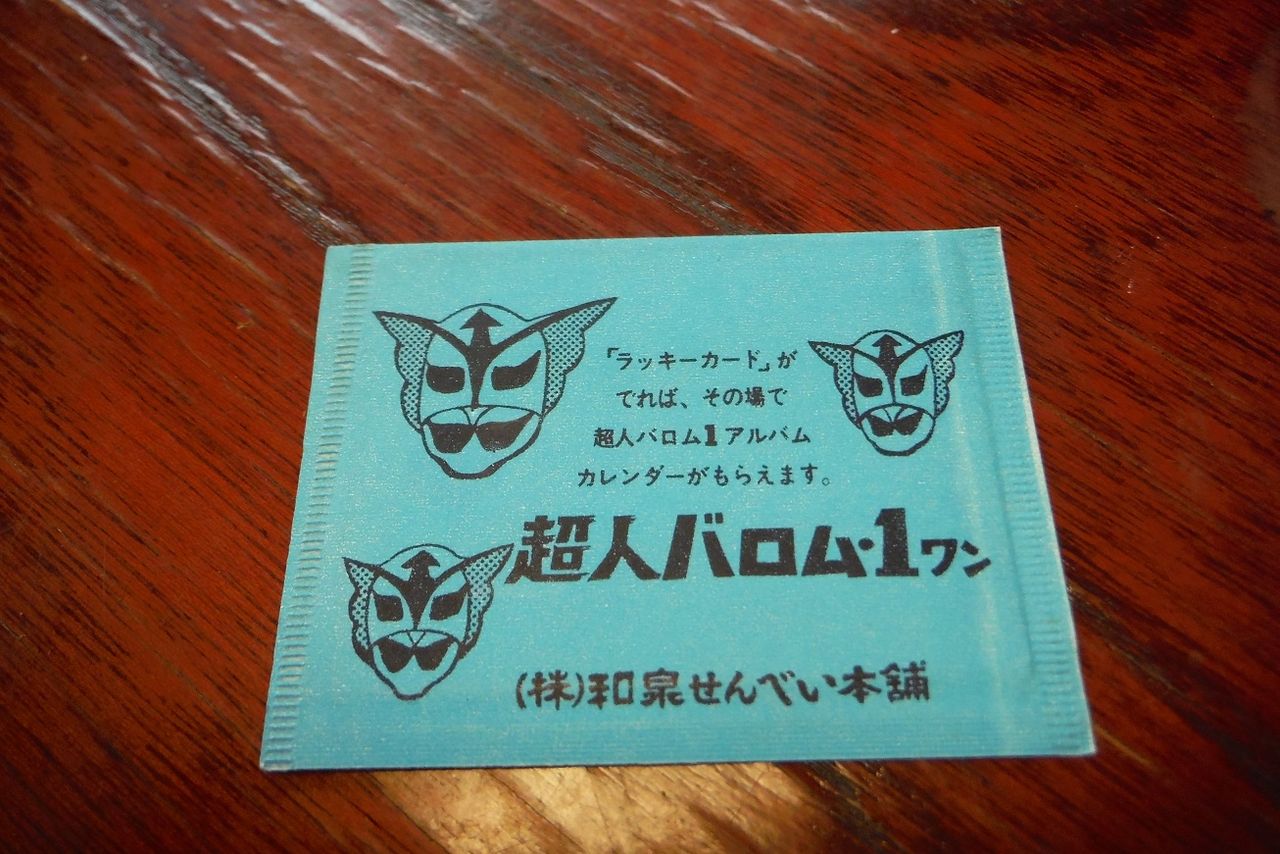 「ラッキーカード」が
でれば、その場で
超人バロム1アルバム
カレンダーがもらえます。
超人バロム・1ワン
(株)和泉せんべい本舗